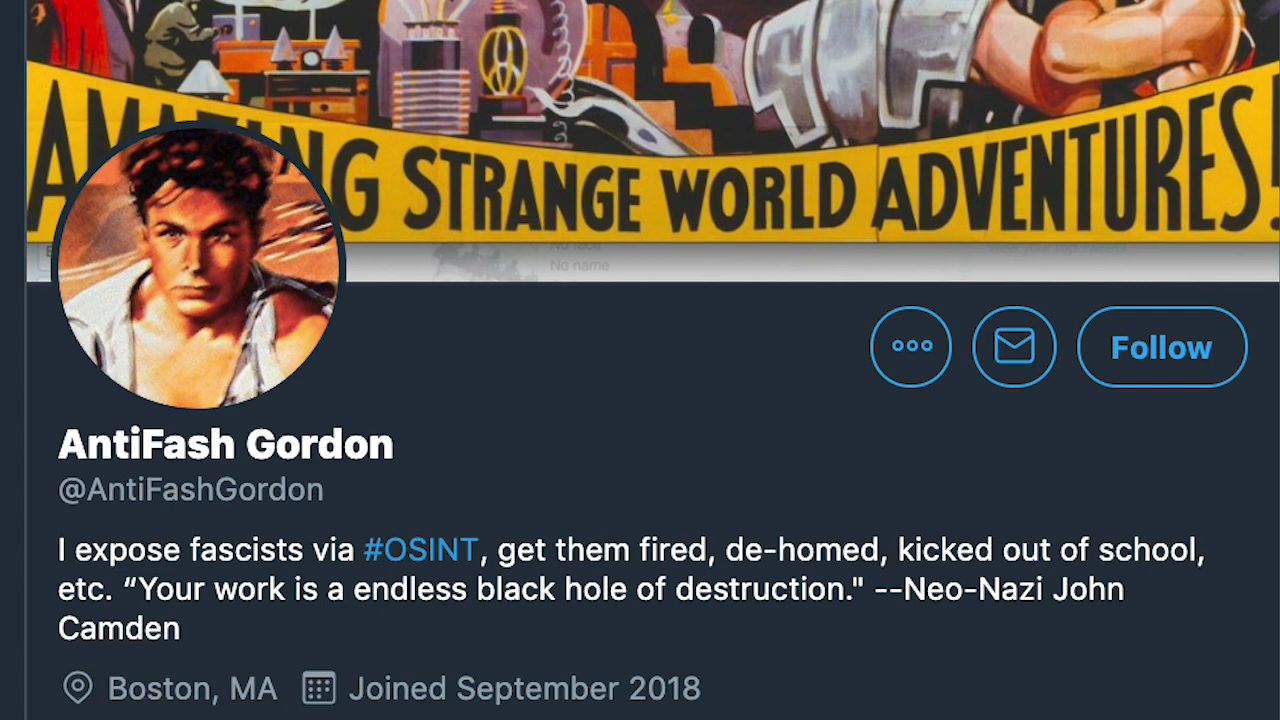 AMAZING STRANGE WORLD ADVENTURES!
No name
AntiFash Gordon
@AntiFashGordon
Follow
I expose fascists via #OSINT, get them fired, de-homed, kicked out of school,
etc. “Your work is a endless black hole of destruction." --Neo-Nazi John
Camden
Boston, MA Joined September 2018